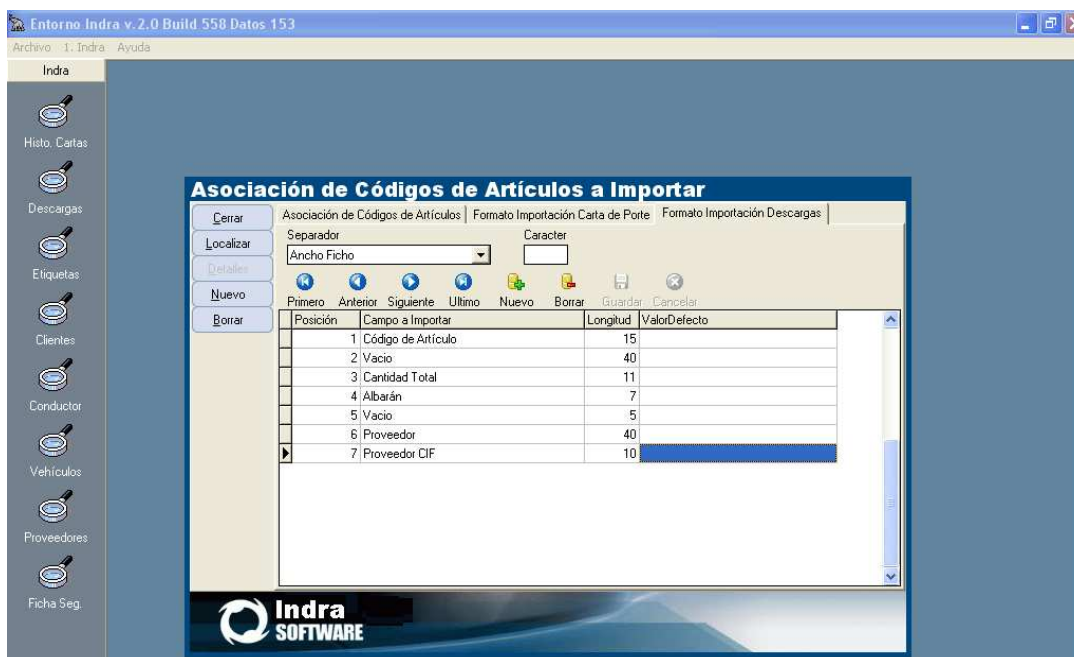 Entorno Indra v.2.0 Build 558 Datos 153
Archivo 1. Indra Ayuda
Indra
Histo. Cartas
Descargas
Etiquetas
Clientes
Conductor
Vehículos
Proveedores
Ficha Seg.
Asociación de Códigos de Artículos a Importar
Cerrar
Localizar
Detalles
Nuevo
Borrar
Asociación de Códigos de Artículos Formato Importación Carta de Porte Formato Importación Descargas
Separador Caracter
Ancho Ficho
Primero Anterior Siguiente Ultimo Nuevo Borrar Guardar Cancelar
Posición Campo a Importar Longitud ValorDefecto
1 Código de Artículo 15
2 Vacio 40
3 Cantidad Total 11
4 Albarán 7
5 Vacio 5
6 Proveedor 40
7 Proveedor CIF 10
Indra
SOFTWARE